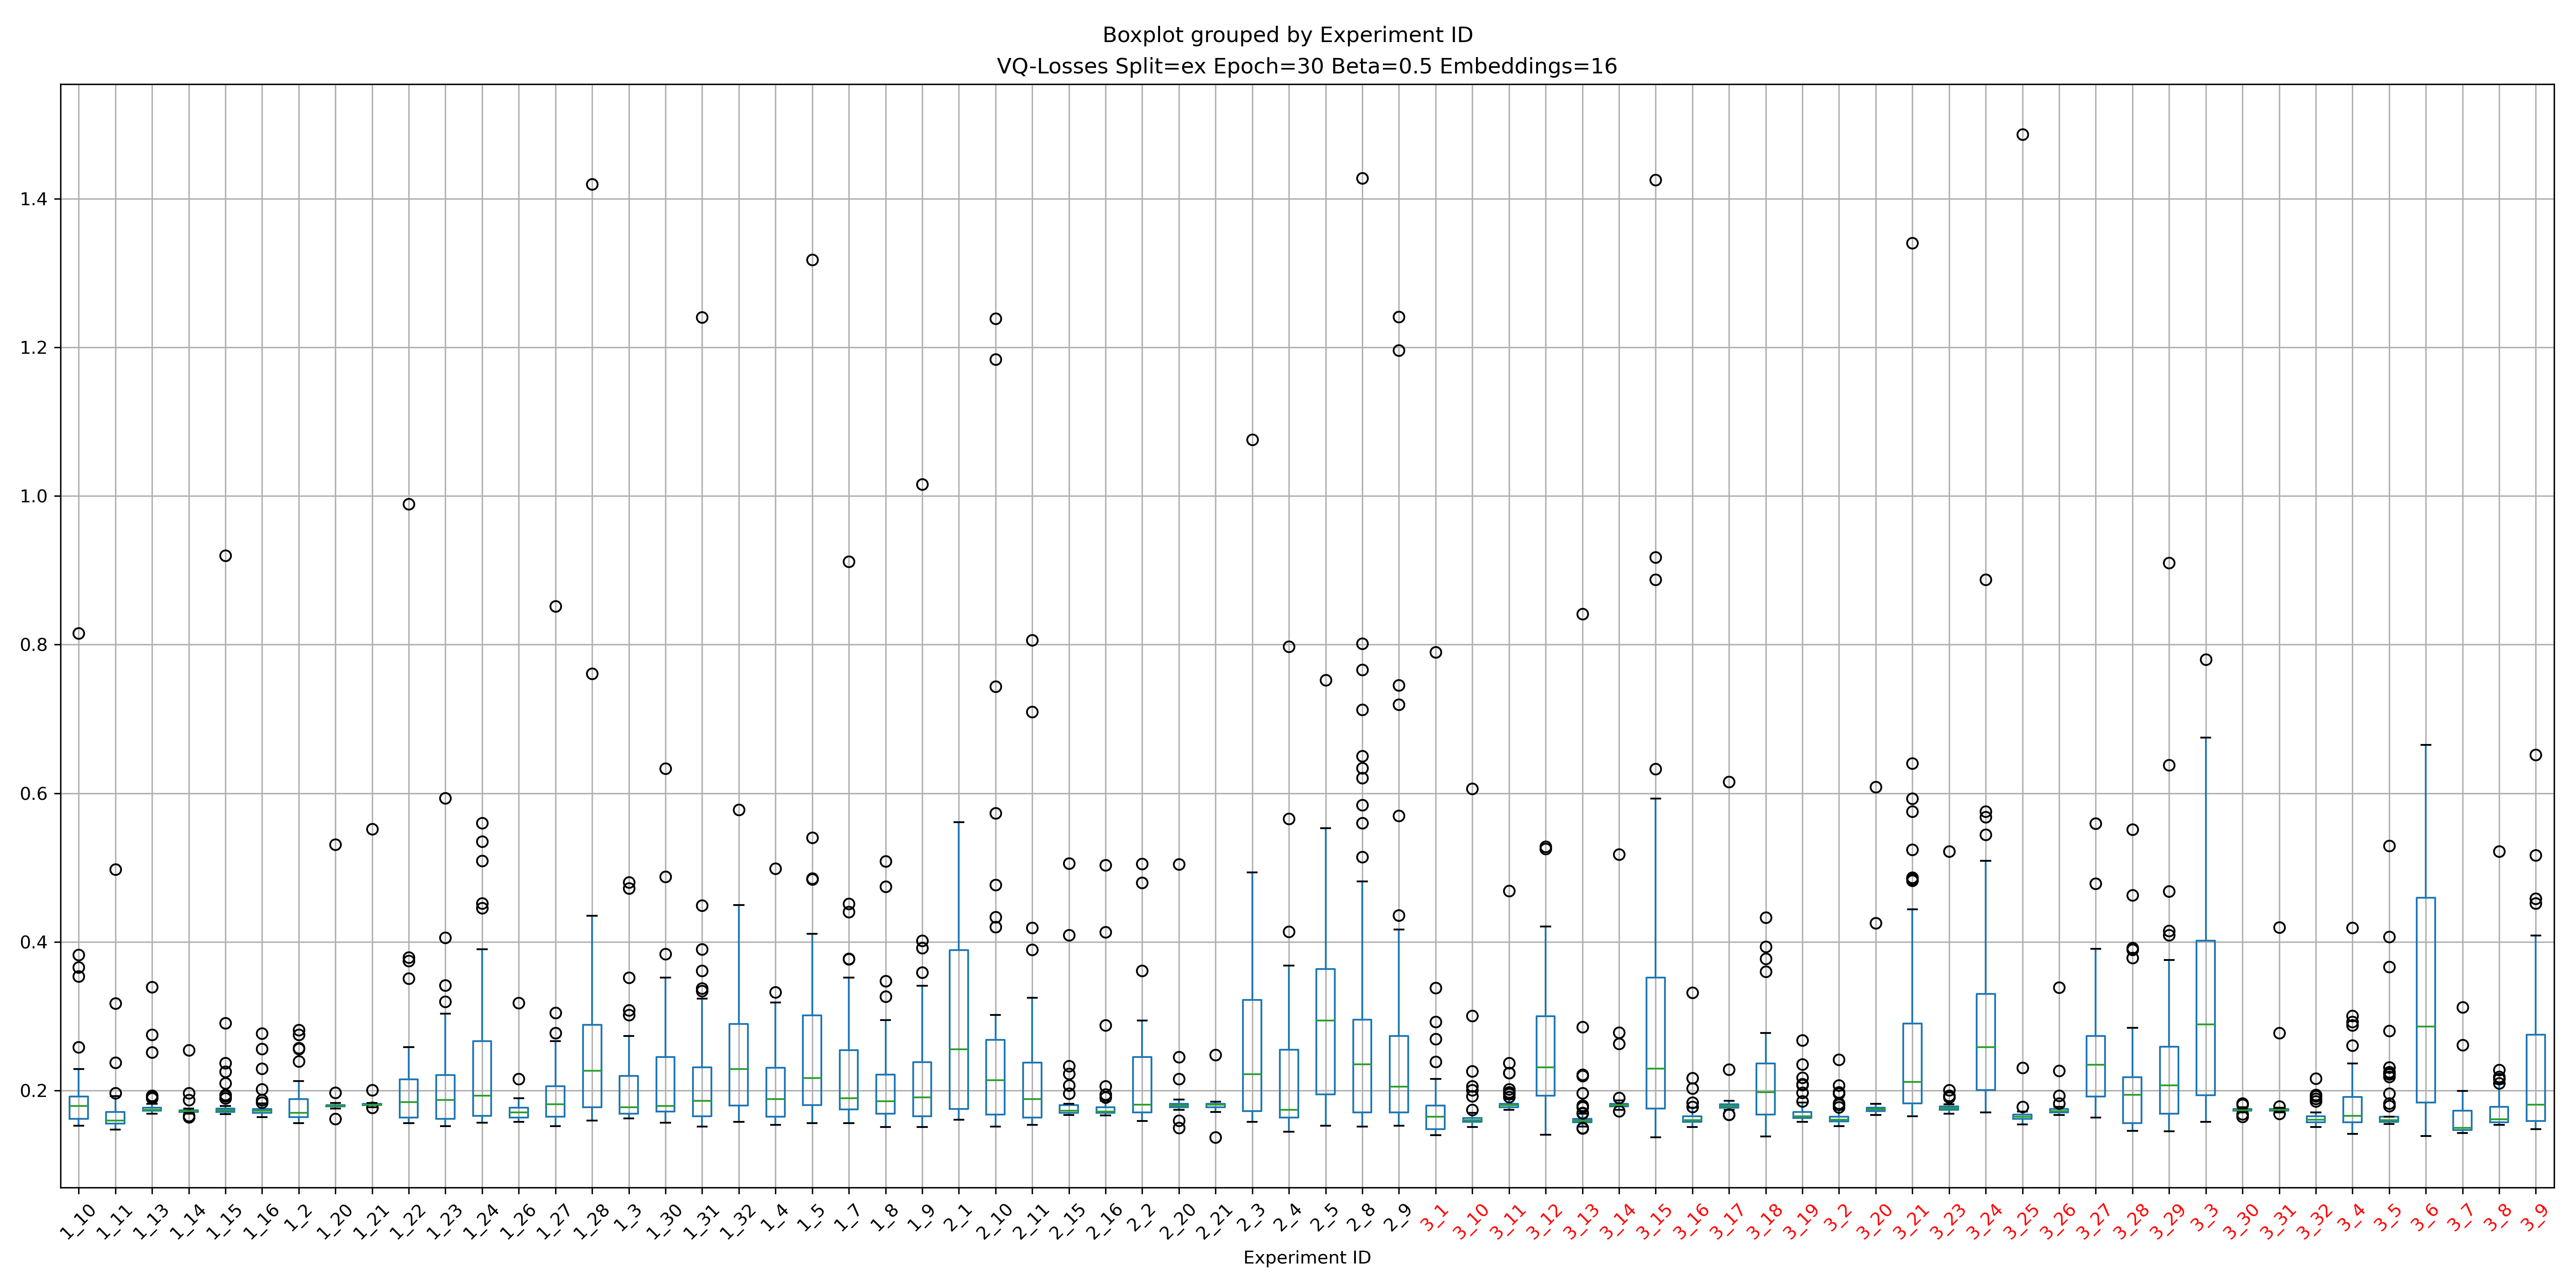 Boxplot grouped by Experiment ID
VQ-Losses Split=ex Epoch=30 Beta=0.5 Embeddings=16
1.4
1.2
1.0
0.8
0.6
0.4
0.2
1_10 1_11 1_13 1_14 1_15 1_16 1_2 1_20 1_21 1_22 1_23 1_24 1_26 1_27 1_28 1_3 1_30 1_31 1_32 1_4 1_5 1_7 1_8 1_9 2_1 2_10 2_11 2_15 2_16 2_2 2_20 2_21 2_3 2_4 2_5 2_8 2_9 3_1 3_10 3_11 3_12 3_13 3_14 3_15 3_16 3_17 3_18 3_19 3_2 3_20 3_21 3_23 3_24 3_25 3_26 3_27 3_28 3_29 3_3 3_30 3_31 3_32 3_4 3_5 3_6 3_7 3_8 3_9
Experiment ID